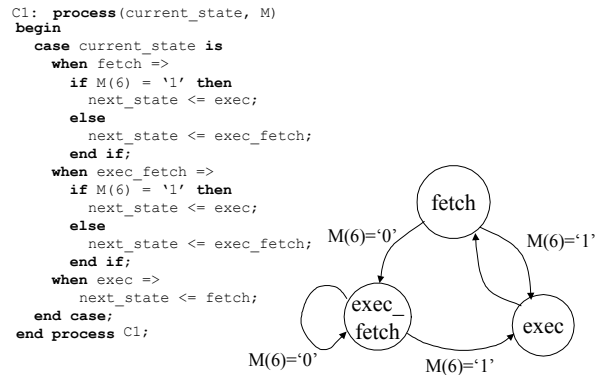 C1: process(current_state, M)
begin
case current_state is
when fetch =>
if M(6) = ‘1’ then
next_state <= exec;
else
next_state <= exec_fetch;
end if;
when exec_fetch =>
if M(6) = ‘1’ then
next_state <= exec;
else
next_state <= exec_fetch;
end if;
when exec =>
next_state <= fetch;
end case;
end process C1;
fetch
M(6)=‘0’
M(6)=‘1’
exec_
fetch
exec
M(6)=‘0’
M(6)=‘1’